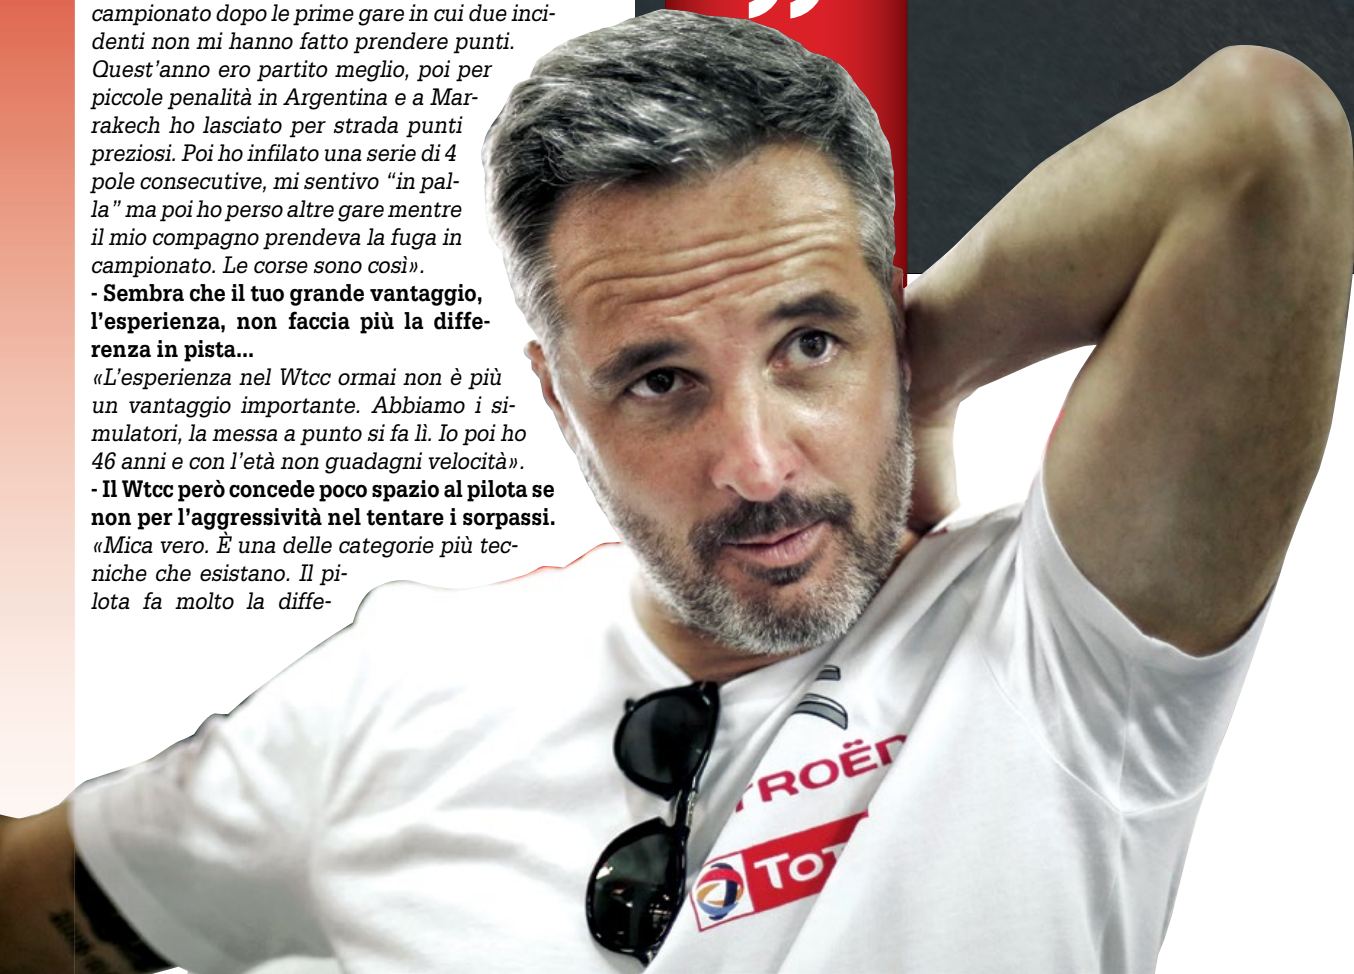 ”
campionato dopo le prime gare in cui due inci-
denti non mi hanno fatto prendere punti.
Quest’anno ero partito meglio, poi per
piccole penalità in Argentina e a Mar-
rakech ho lasciato per strada punti
preziosi. Poi ho infilato una serie di 4
pole consecutive, mi sentivo “in pal-
la” ma poi ho perso altre gare mentre
il mio compagno prendeva la fuga in
campionato. Le corse sono così».
- Sembra che il tuo grande vantaggio,
l’esperienza, non faccia più la diffe-
renza in pista...
«L’esperienza nel Wtcc ormai non è più
un vantaggio importante. Abbiamo i si-
mulatori, la messa a punto si fa lì. Io poi ho
46 anni e con l’età non guadagni velocità».
- Il Wtcc però concede poco spazio al pilota se
non per l’aggressività nel tentare i sorpassi.
«Mica vero. È una delle categorie più tec-
niche che esistano. Il pi-
lota fa molto la diffe-
TROËN
TOT